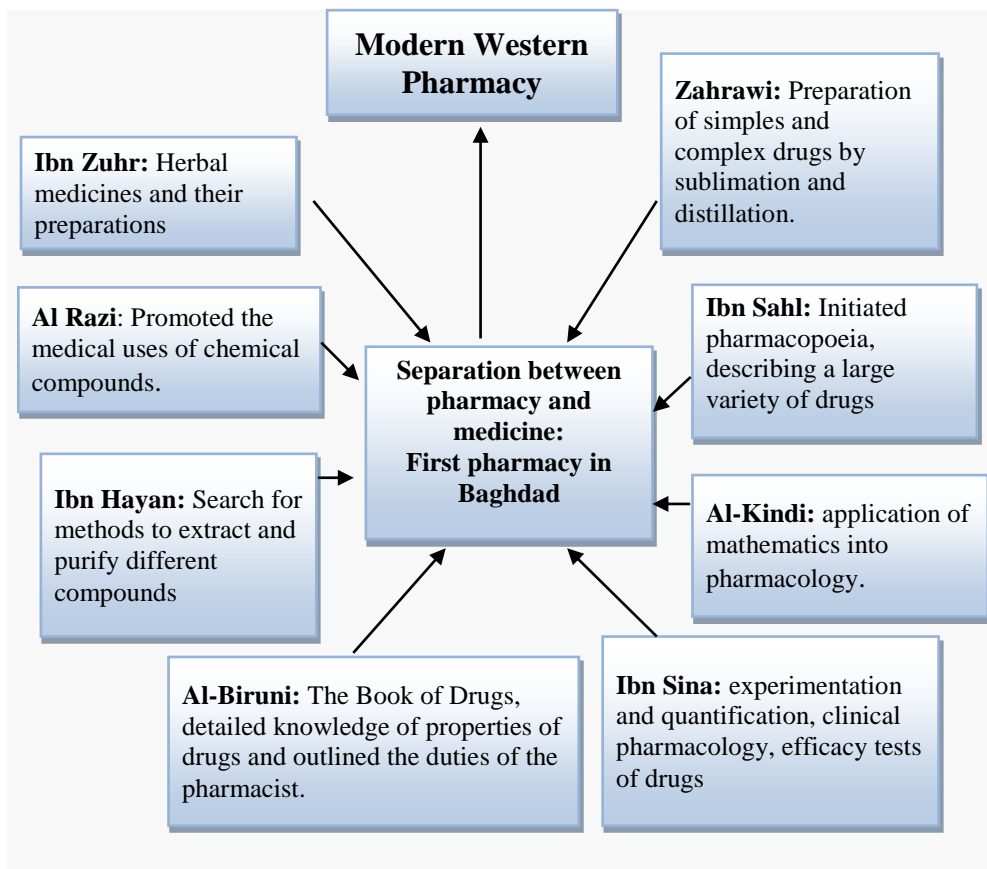 Modern Western
Pharmacy
Zahrawi: Preparation
of simples and
complex drugs by
sublimation and
distillation.
Ibn Zuhr: Herbal
medicines and their
preparations
Ibn Sahl: Initiated
pharmacopoeia,
describing a large
variety of drugs
Al Razi: Promoted the
medical uses of chemical
compounds.
Separation between
pharmacy and
medicine:
First pharmacy in
Baghdad
Ibn Hayan: Search for
methods to extract and
purify different
compounds
Al-Kindi: application of
mathematics into
pharmacology.
Al-Biruni: The Book of Drugs,
detailed knowledge of properties of
drugs and outlined the duties of the
pharmacist.
Ibn Sina: experimentation
and quantification, clinical
pharmacology, efficacy tests
of drugs